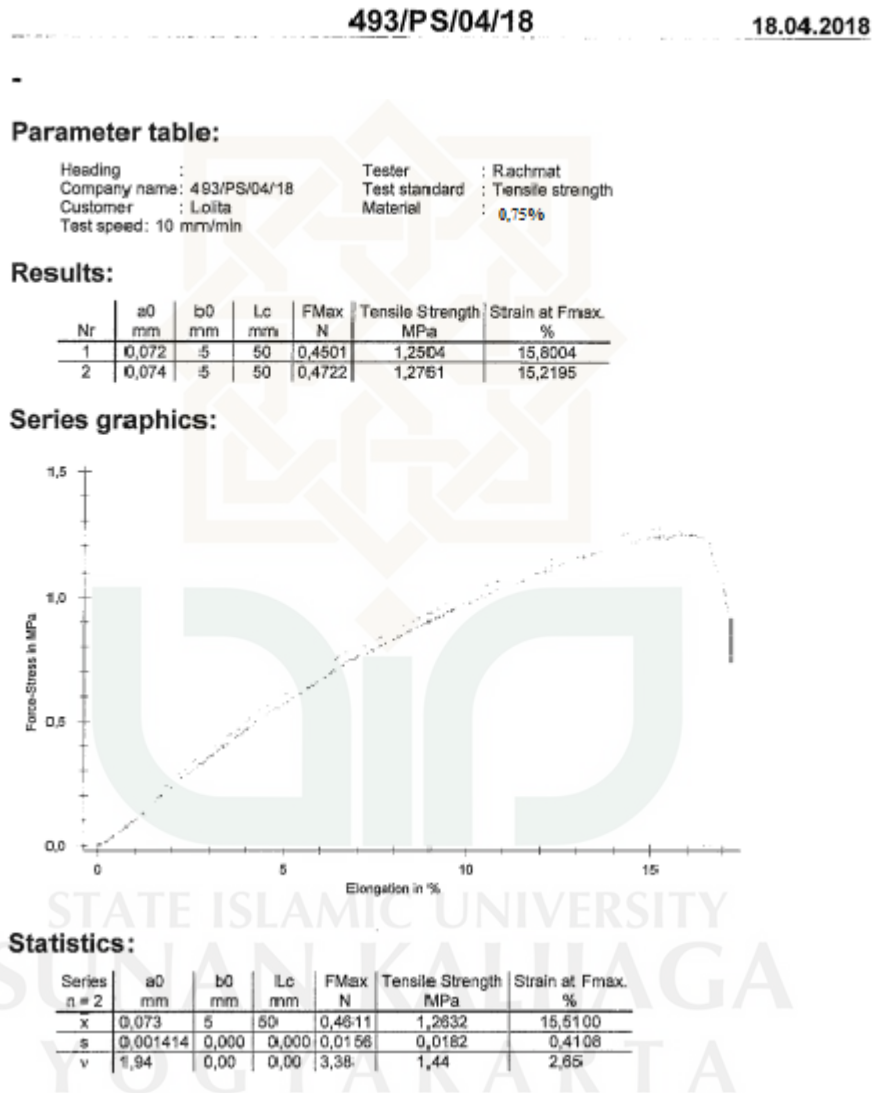 493/PS/04/18 18.04.2018
-
Parameter table:
Heading :
Company name: 493/PS/04/18
Customer : Lolita
Test speed: 10 mm/min
Tester : Rachmat
Test standard : Tensile strength
Material : 0,75%
Results:
a0 b0 Lc FMax Tensile Strength Strain at Fmax.
Nr mm mm mm N MPa %
1 0,072 5 50 0,4501 1,2504 15,8004
2 0,074 5 50 0,4722 1,2761 15,2195
Series graphics:
1,5
1,0
0,5
0,0
Force-Stress in MPa
0 5 10 15
Elongation in %
STATE ISLAMIC UNIVERSITY
SUNAN KALIJAGA
YOGYAKARTA
Statistics:
Series a0 b0 Lc FMax Tensile Strength Strain at Fmax.
n = 2 mm mm mm N MPa %
x̄ 0,073 5 50 0,4611 1,2632 15,5100
s 0,001414 0,000 0,000 0,0156 0,0182 0,4108
ν 1,94 0,00 0,00 3,38 1,44 2,65